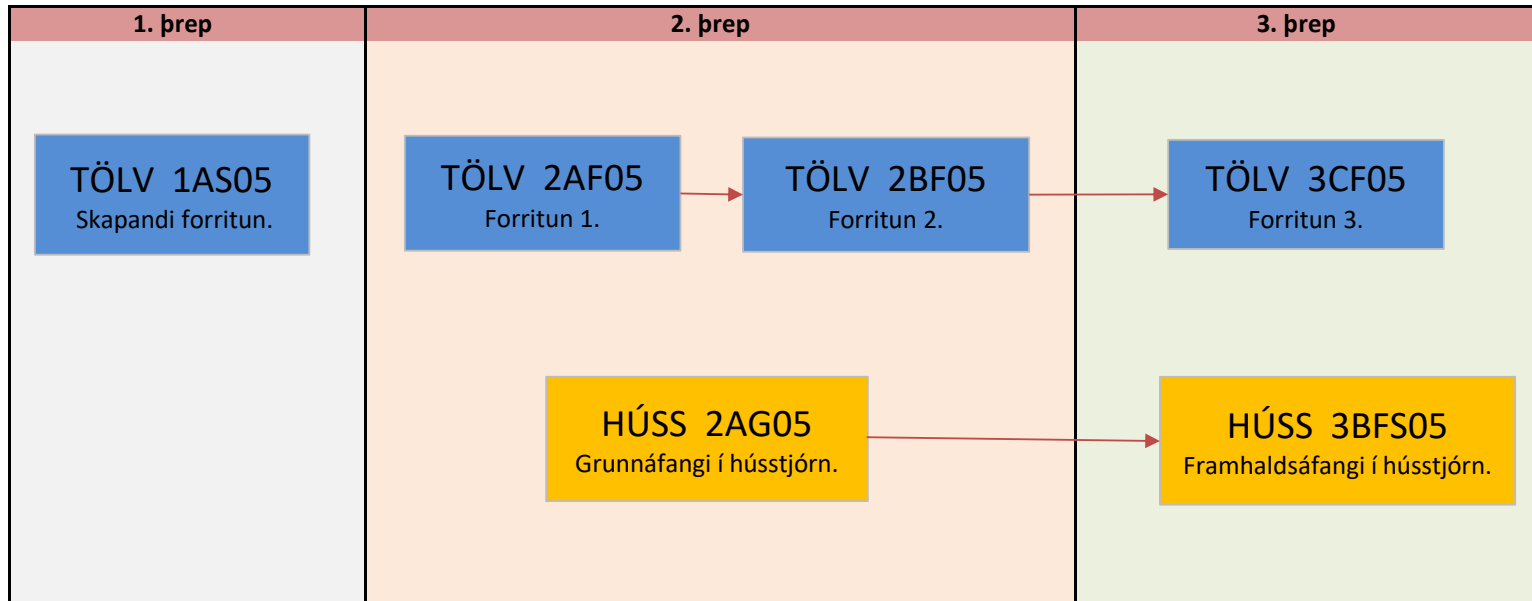 1. þrep
2. þrep
3. þrep
TÖLV 1AS05
Skapandi forritun.
TÖLV 2AF05
Forritun 1.
TÖLV 2BF05
Forritun 2.
TÖLV 3CF05
Forritun 3.
HÚSS 2AG05
Grunnáfangi í hússtjórn.
HÚSS 3BFS05
Framhaldsáfangi í hússtjórn.